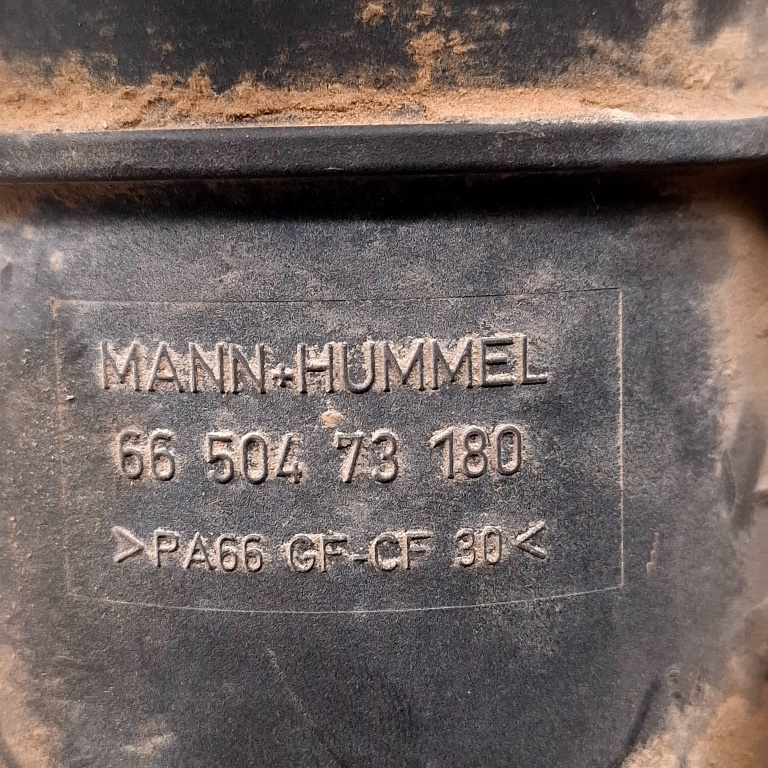 MANN+HUMMEL
66 504 73 180
>PA66 GF-CF 30<